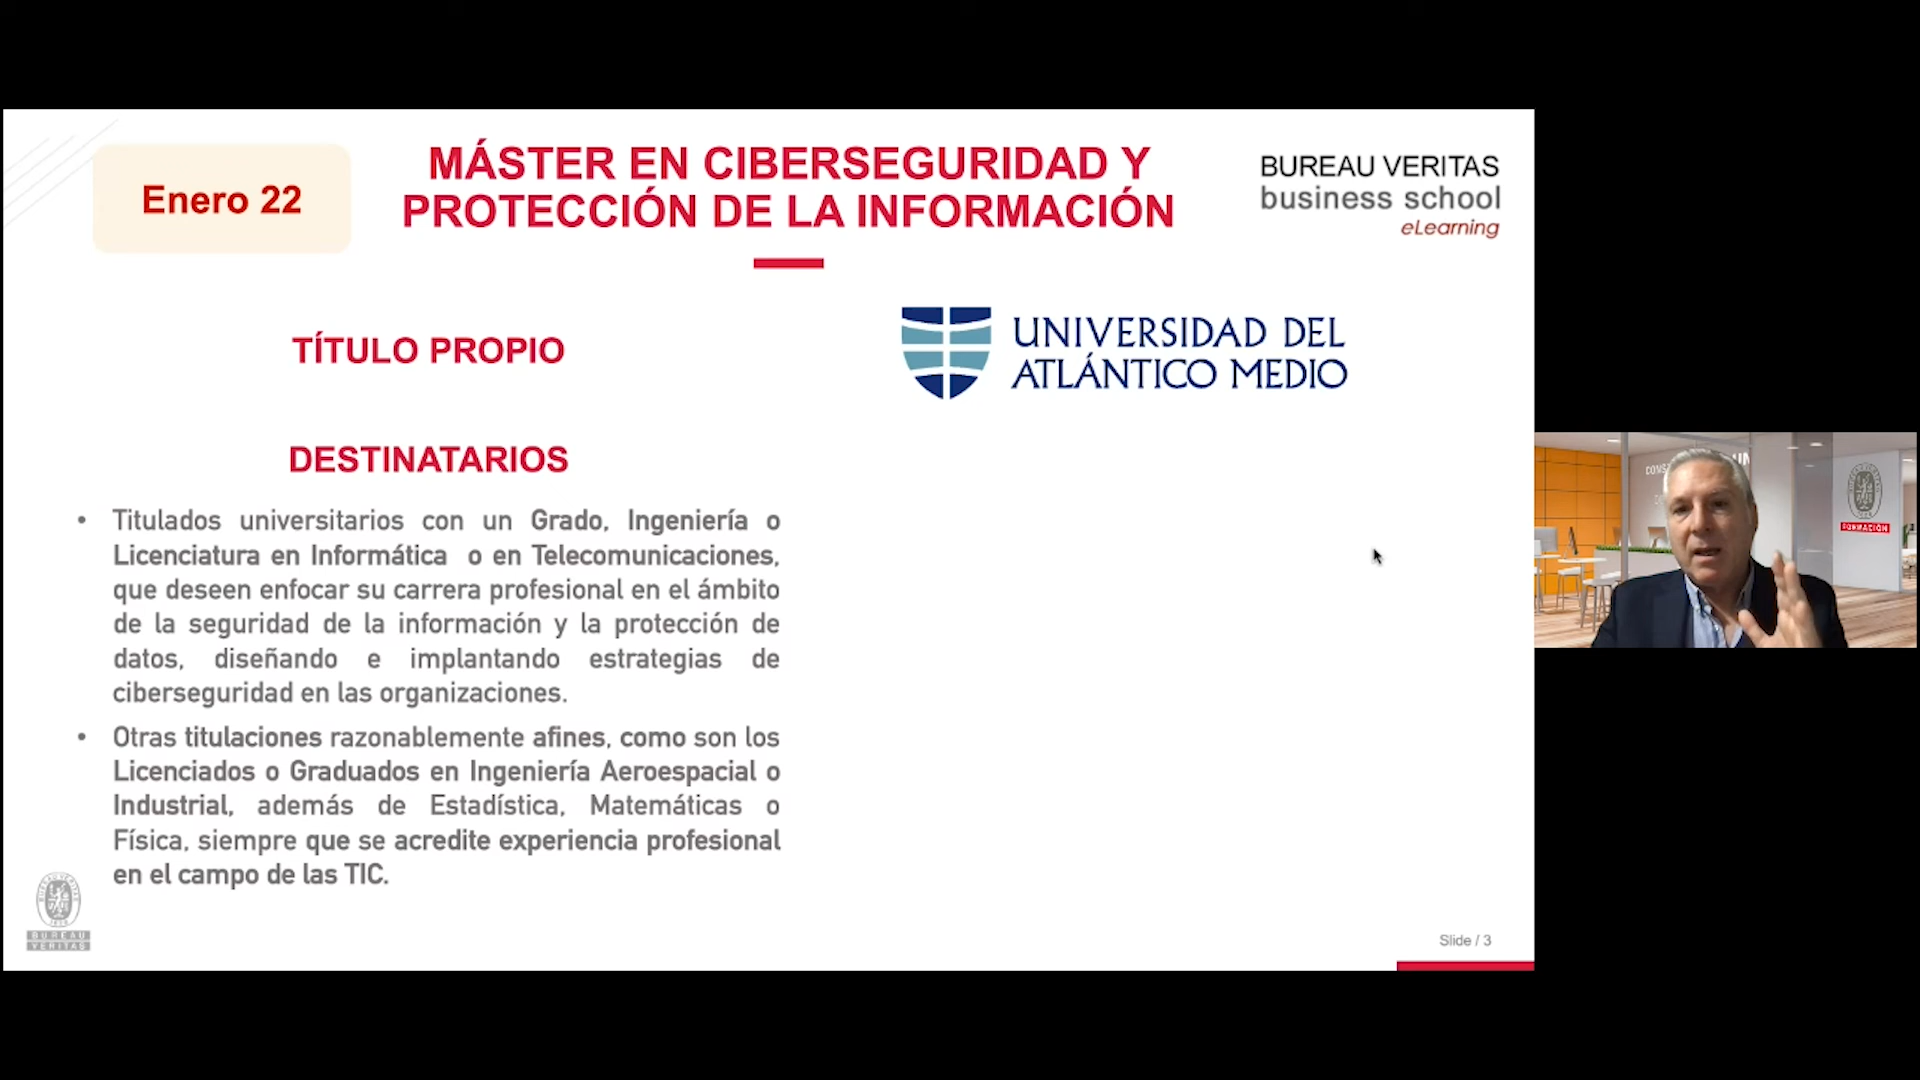 Enero 22
MÁSTER EN CIBERSEGURIDAD Y
PROTECCIÓN DE LA INFORMACIÓN
BUREAU VERITAS
business school
eLearning
TÍTULO PROPIO
UNIVERSIDAD DEL
ATLÁNTICO MEDIO
DESTINATARIOS
• Titulados universitarios con un Grado, Ingeniería o
Licenciatura en Informática o en Telecomunicaciones,
que deseen enfocar su carrera profesional en el ámbito
de la seguridad de la información y la protección de
datos, diseñando e implantando estrategias de
ciberseguridad en las organizaciones.
• Otras titulaciones razonablemente afines, como son los
Licenciados o Graduados en Ingeniería Aeroespacial o
Industrial, además de Estadística, Matemáticas o
Física, siempre que se acredite experiencia profesional
en el campo de las TIC.
BUREAU
VERITAS
Slide / 3
FORMACIÓN